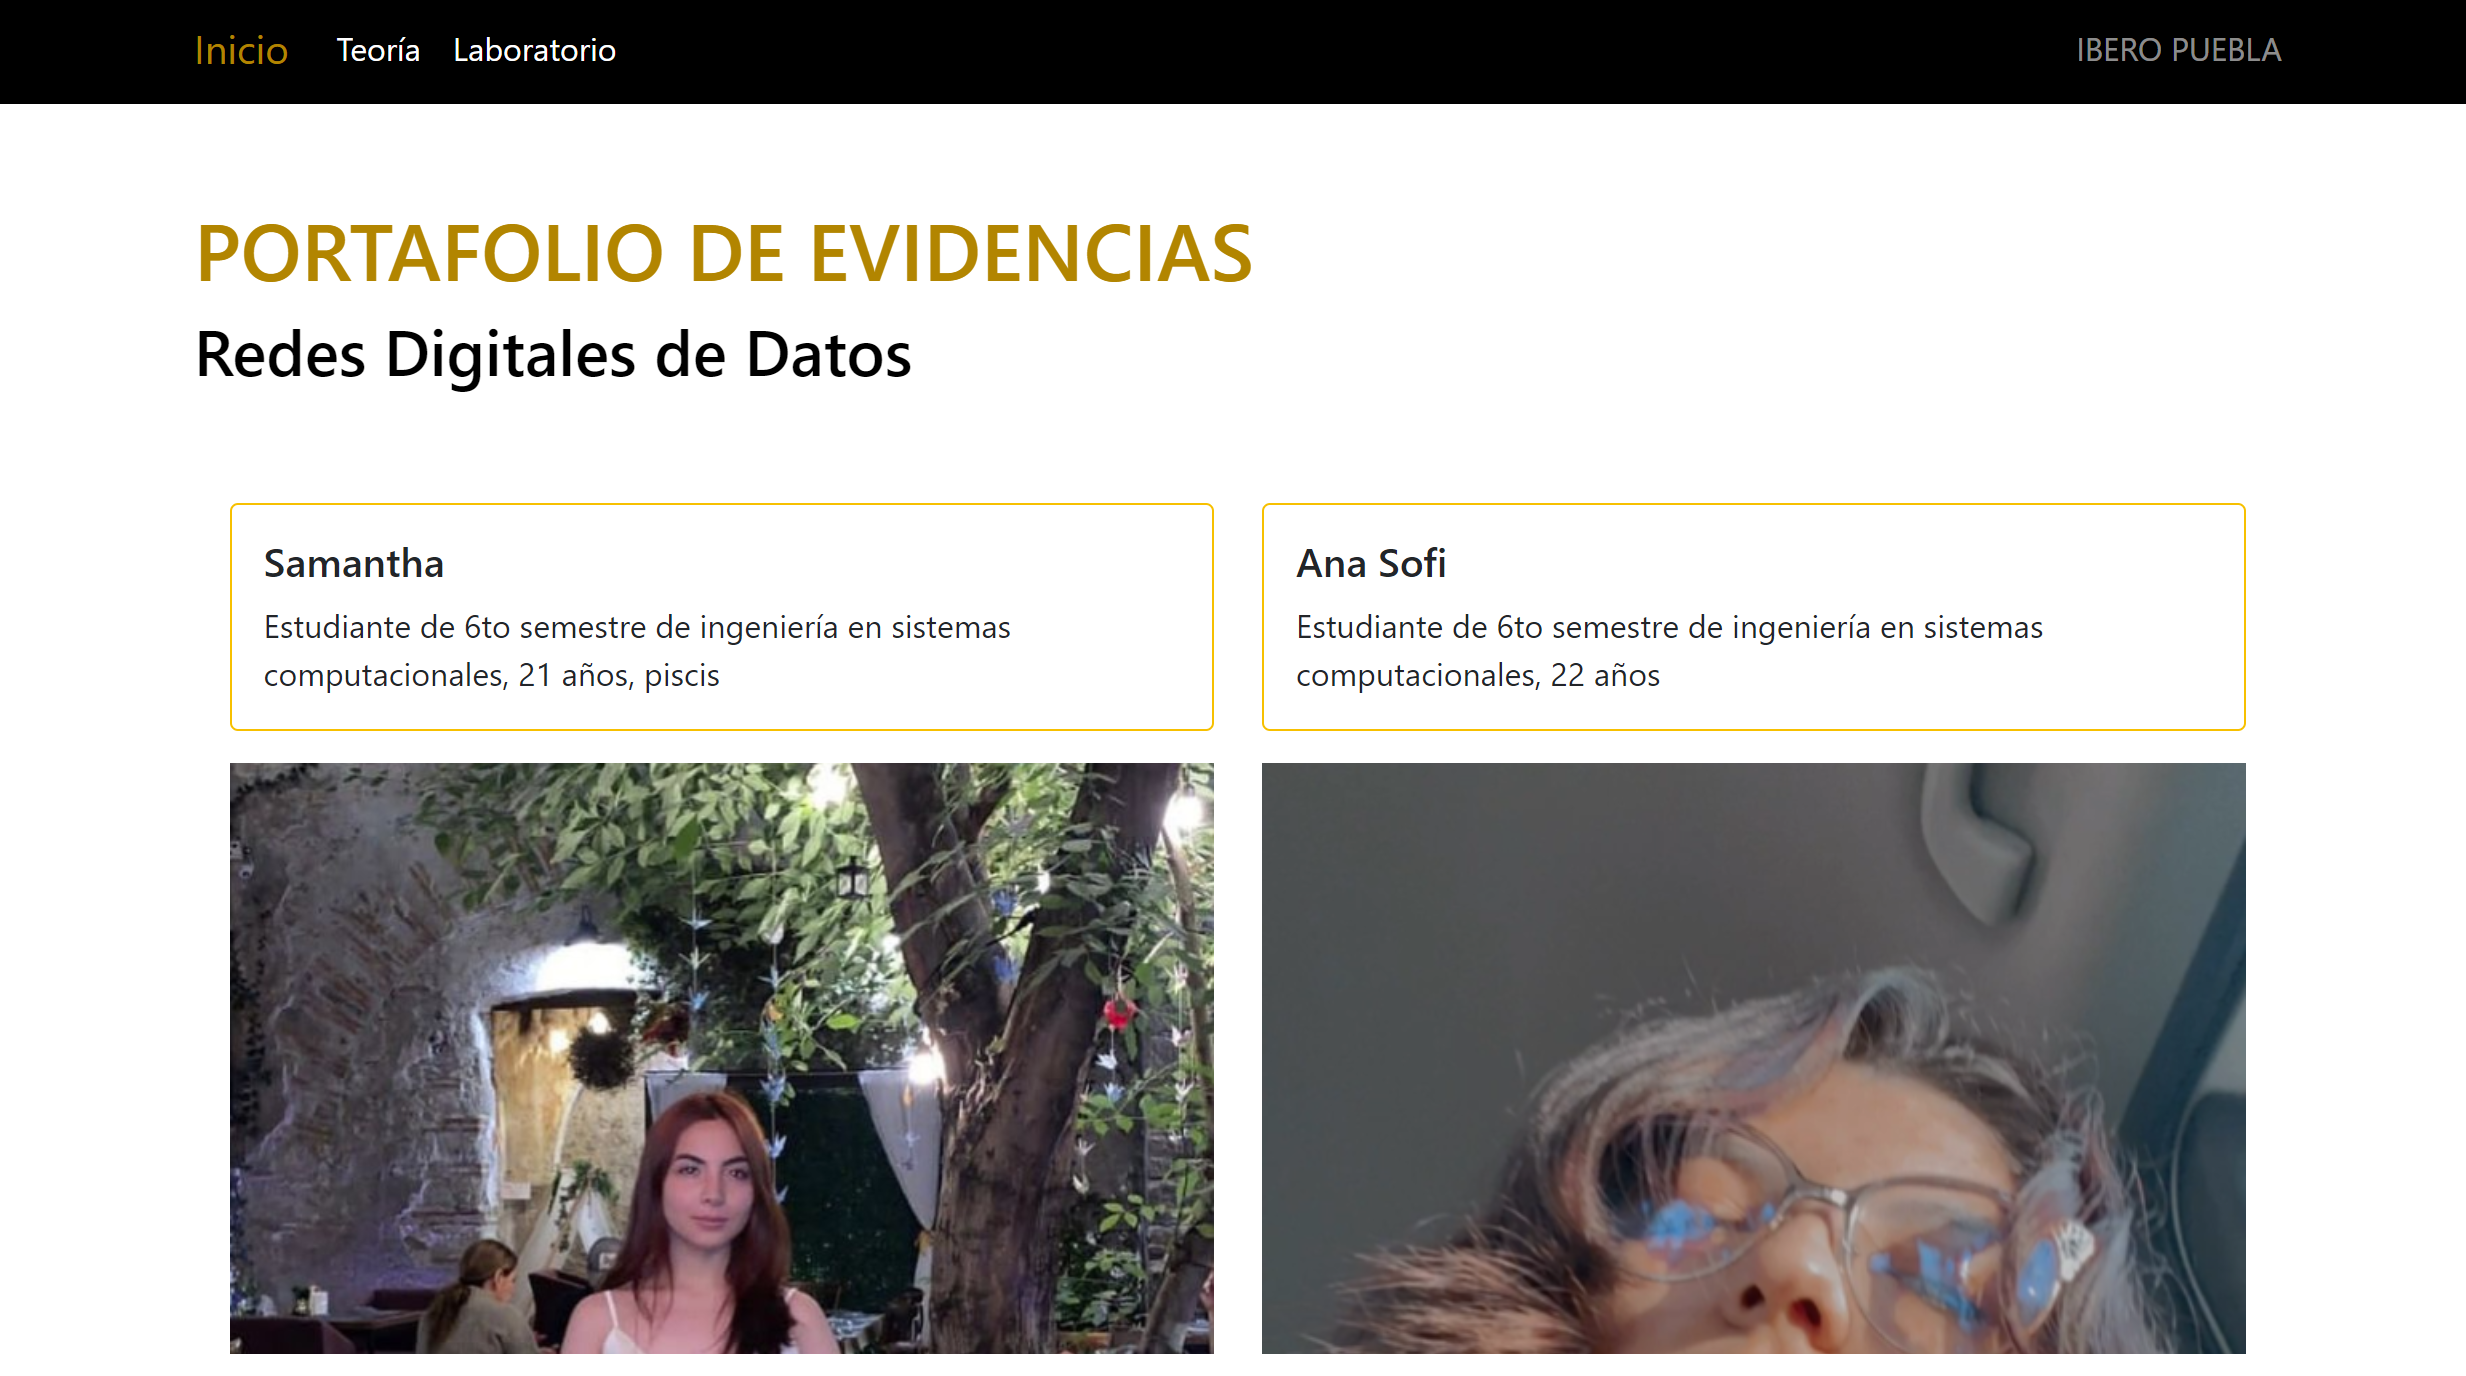 Inicio Teoría Laboratorio IBERO PUEBLA
PORTAFOLIO DE EVIDENCIAS
Redes Digitales de Datos
Samantha
Estudiante de 6to semestre de ingeniería en sistemas
computacionales, 21 años, piscis
Ana Sofi
Estudiante de 6to semestre de ingeniería en sistemas
computacionales, 22 años